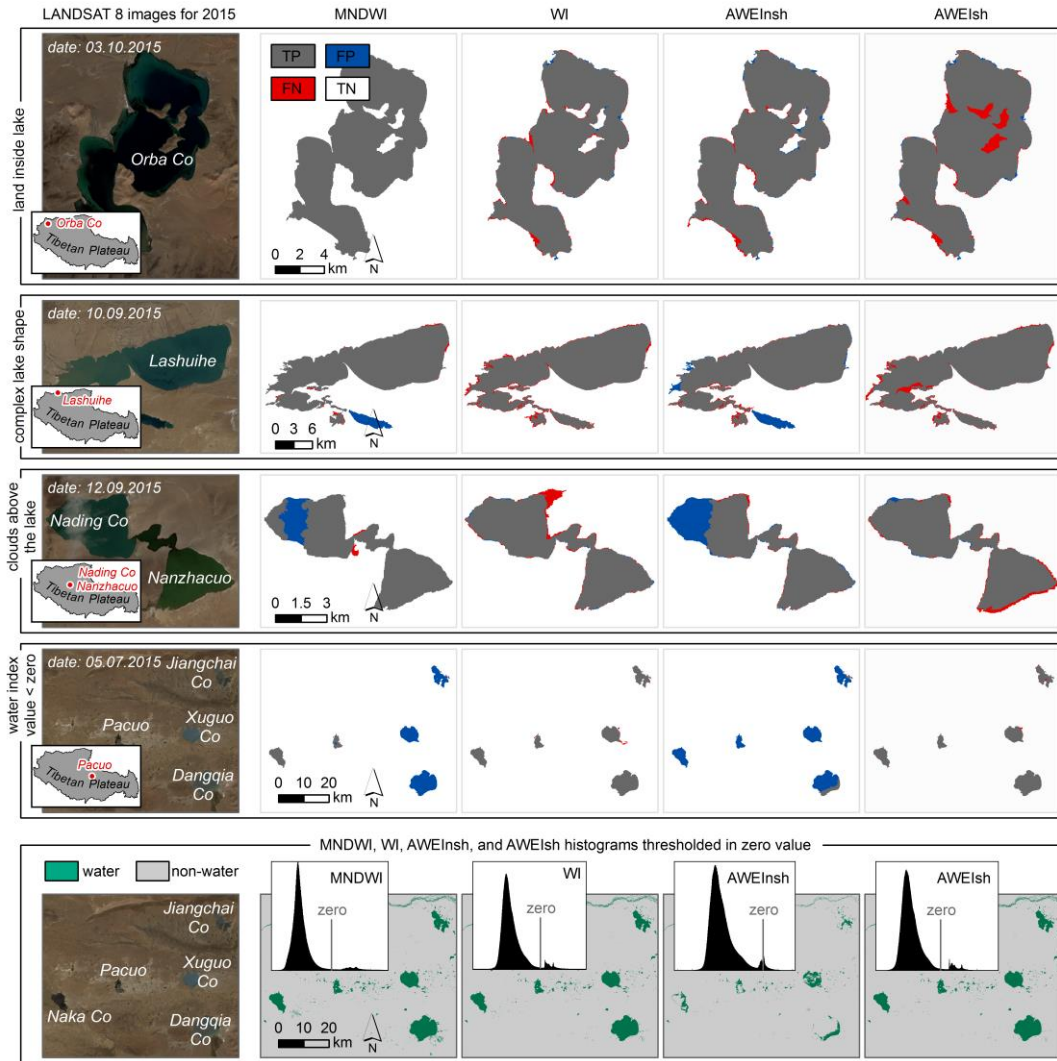 LANDSAT 8 images for 2015
MNDWI
WI
AWEInsh
AWEIsh
land inside lake
date: 03.10.2015
Orba Co
Orba Co
Tibetan Plateau
TP
FP
FN
TN
0 2 4
km
N
complex lake shape
date: 10.09.2015
Lashuihe
Lashuihe
Tibetan Plateau
0 3 6
km
N
clouds above
the lake
date: 12.09.2015
Nading Co
Nanzhacuo
Nading Co
Nanzhacuo
Tibetan Plateau
0 1.5 3
km
N
water index
value < zero
date: 05.07.2015
Jiangchai
Co
Pacuo
Xuguo
Co
Dangqia
Co
Pacuo
Tibetan Plateau
0 10 20
km
N
MNDWI, WI, AWEInsh, and AWEIsh histograms thresholded in zero value
water
non-water
Jiangchai
Co
Pacuo
Xuguo
Co
Naka Co
Dangqia
Co
MNDWI
zero
WI
zero
AWEInsh
zero
AWEIsh
zero
0 10 20
km
N